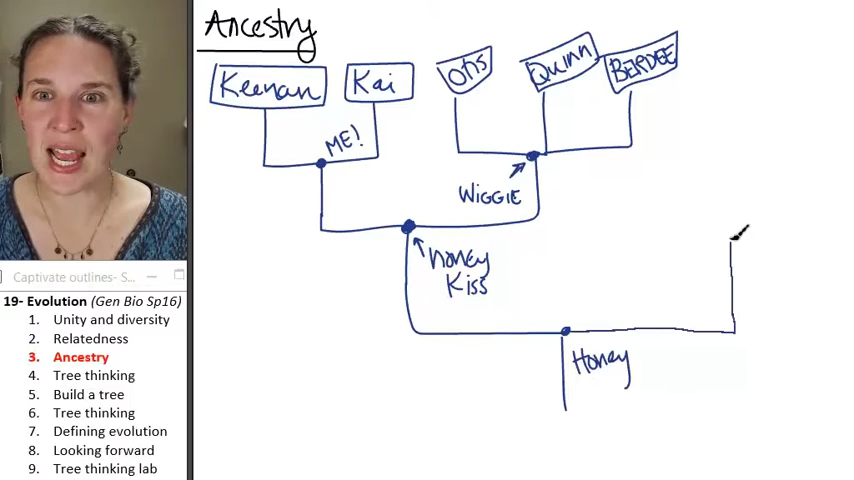 Ancestry
Keenan
Kai
Otis
Quinn
BERDEE
ME!
WIGGIE
Honey
Kiss
Honey
Captivate outlines- S...
19- Evolution (Gen Bio Sp16)
1. Unity and diversity
2. Relatedness
3. Ancestry
4. Tree thinking
5. Build a tree
6. Tree thinking
7. Defining evolution
8. Looking forward
9. Tree thinking lab